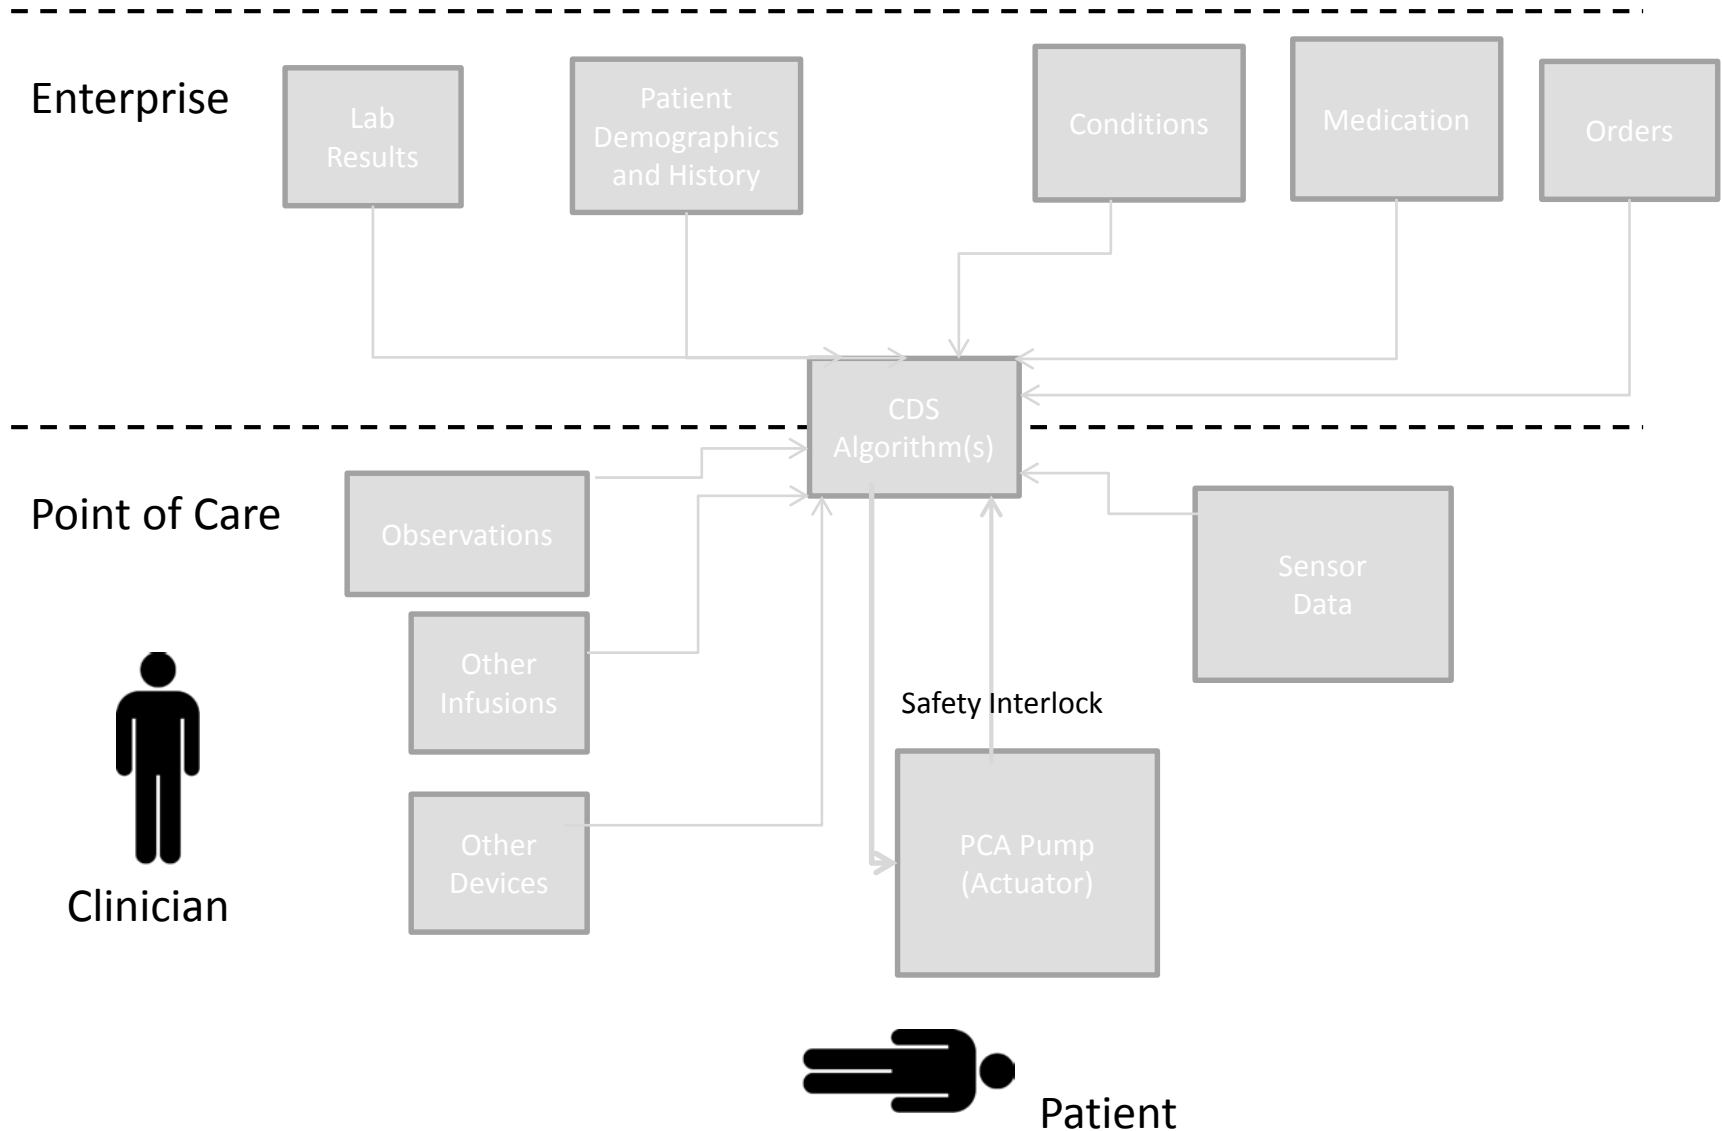 Enterprise
Lab
Results
Patient
Demographics
and History
Conditions
Medication
Orders
CDS
Algorithm(s)
Point of Care
Observations
Sensor
Data
Other
Infusions
Safety Interlock
Other
Devices
PCA Pump
(Actuator)
Clinician
Patient